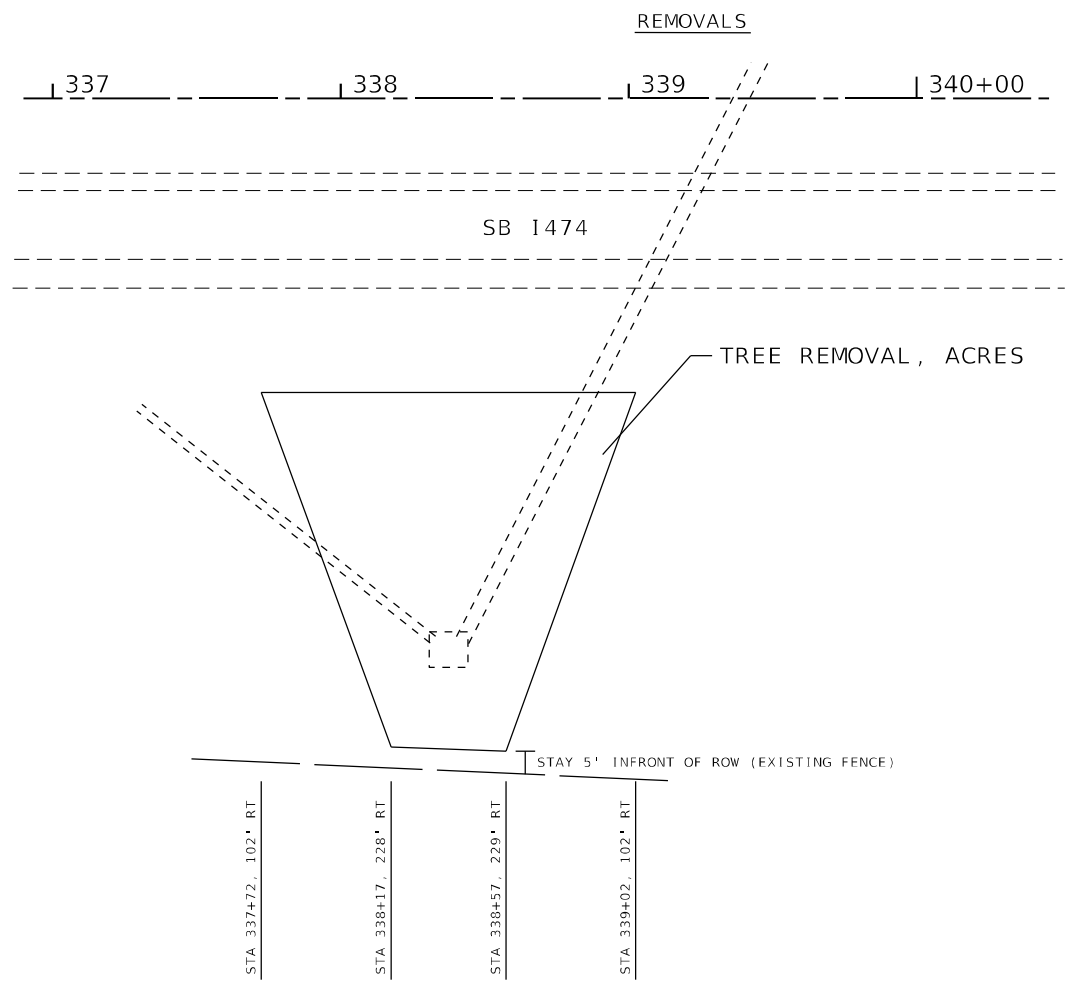 REMOVALS
337
338
339
340+00
SB I474
TREE REMOVAL, ACRES
STAY 5' INFRONT OF ROW (EXISTING FENCE)
STA 337+72, 102' RT
STA 338+17, 228' RT
STA 338+57, 229' RT
STA 339+02, 102' RT